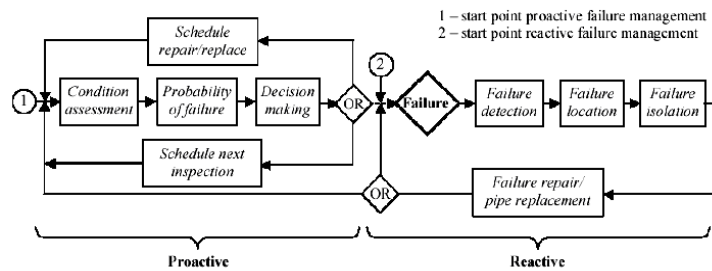 1 – start point proactive failure management
2 – start point reactive failure management
Schedule
repair/replace
1
2
Condition
assessment
Probability
of failure
Decision
making
OR
Failure
Failure
detection
Failure
location
Failure
isolation
Schedule next
inspection
OR
Failure repair/
pipe replacement
Proactive
Reactive